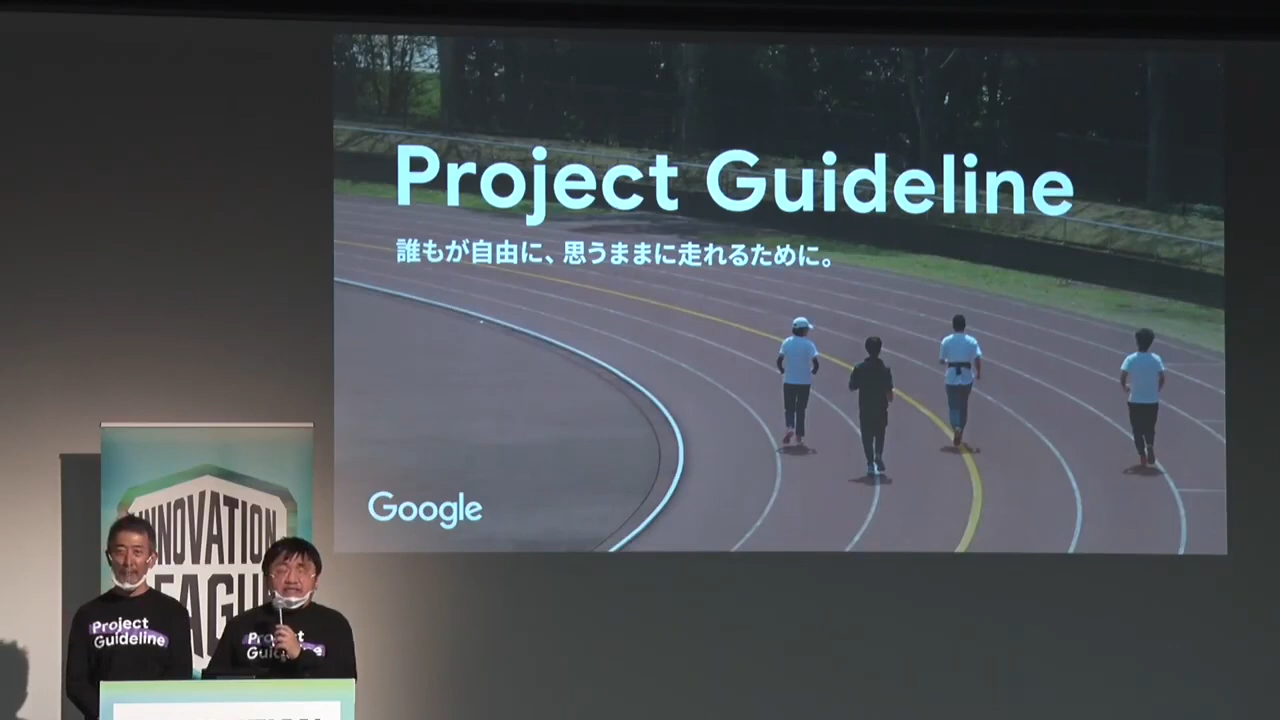 Project Guideline
誰もが自由に、思うままに走れるために。
Google
INNOVATION
LEAGUE
Project
Guideline
Project
Guideline